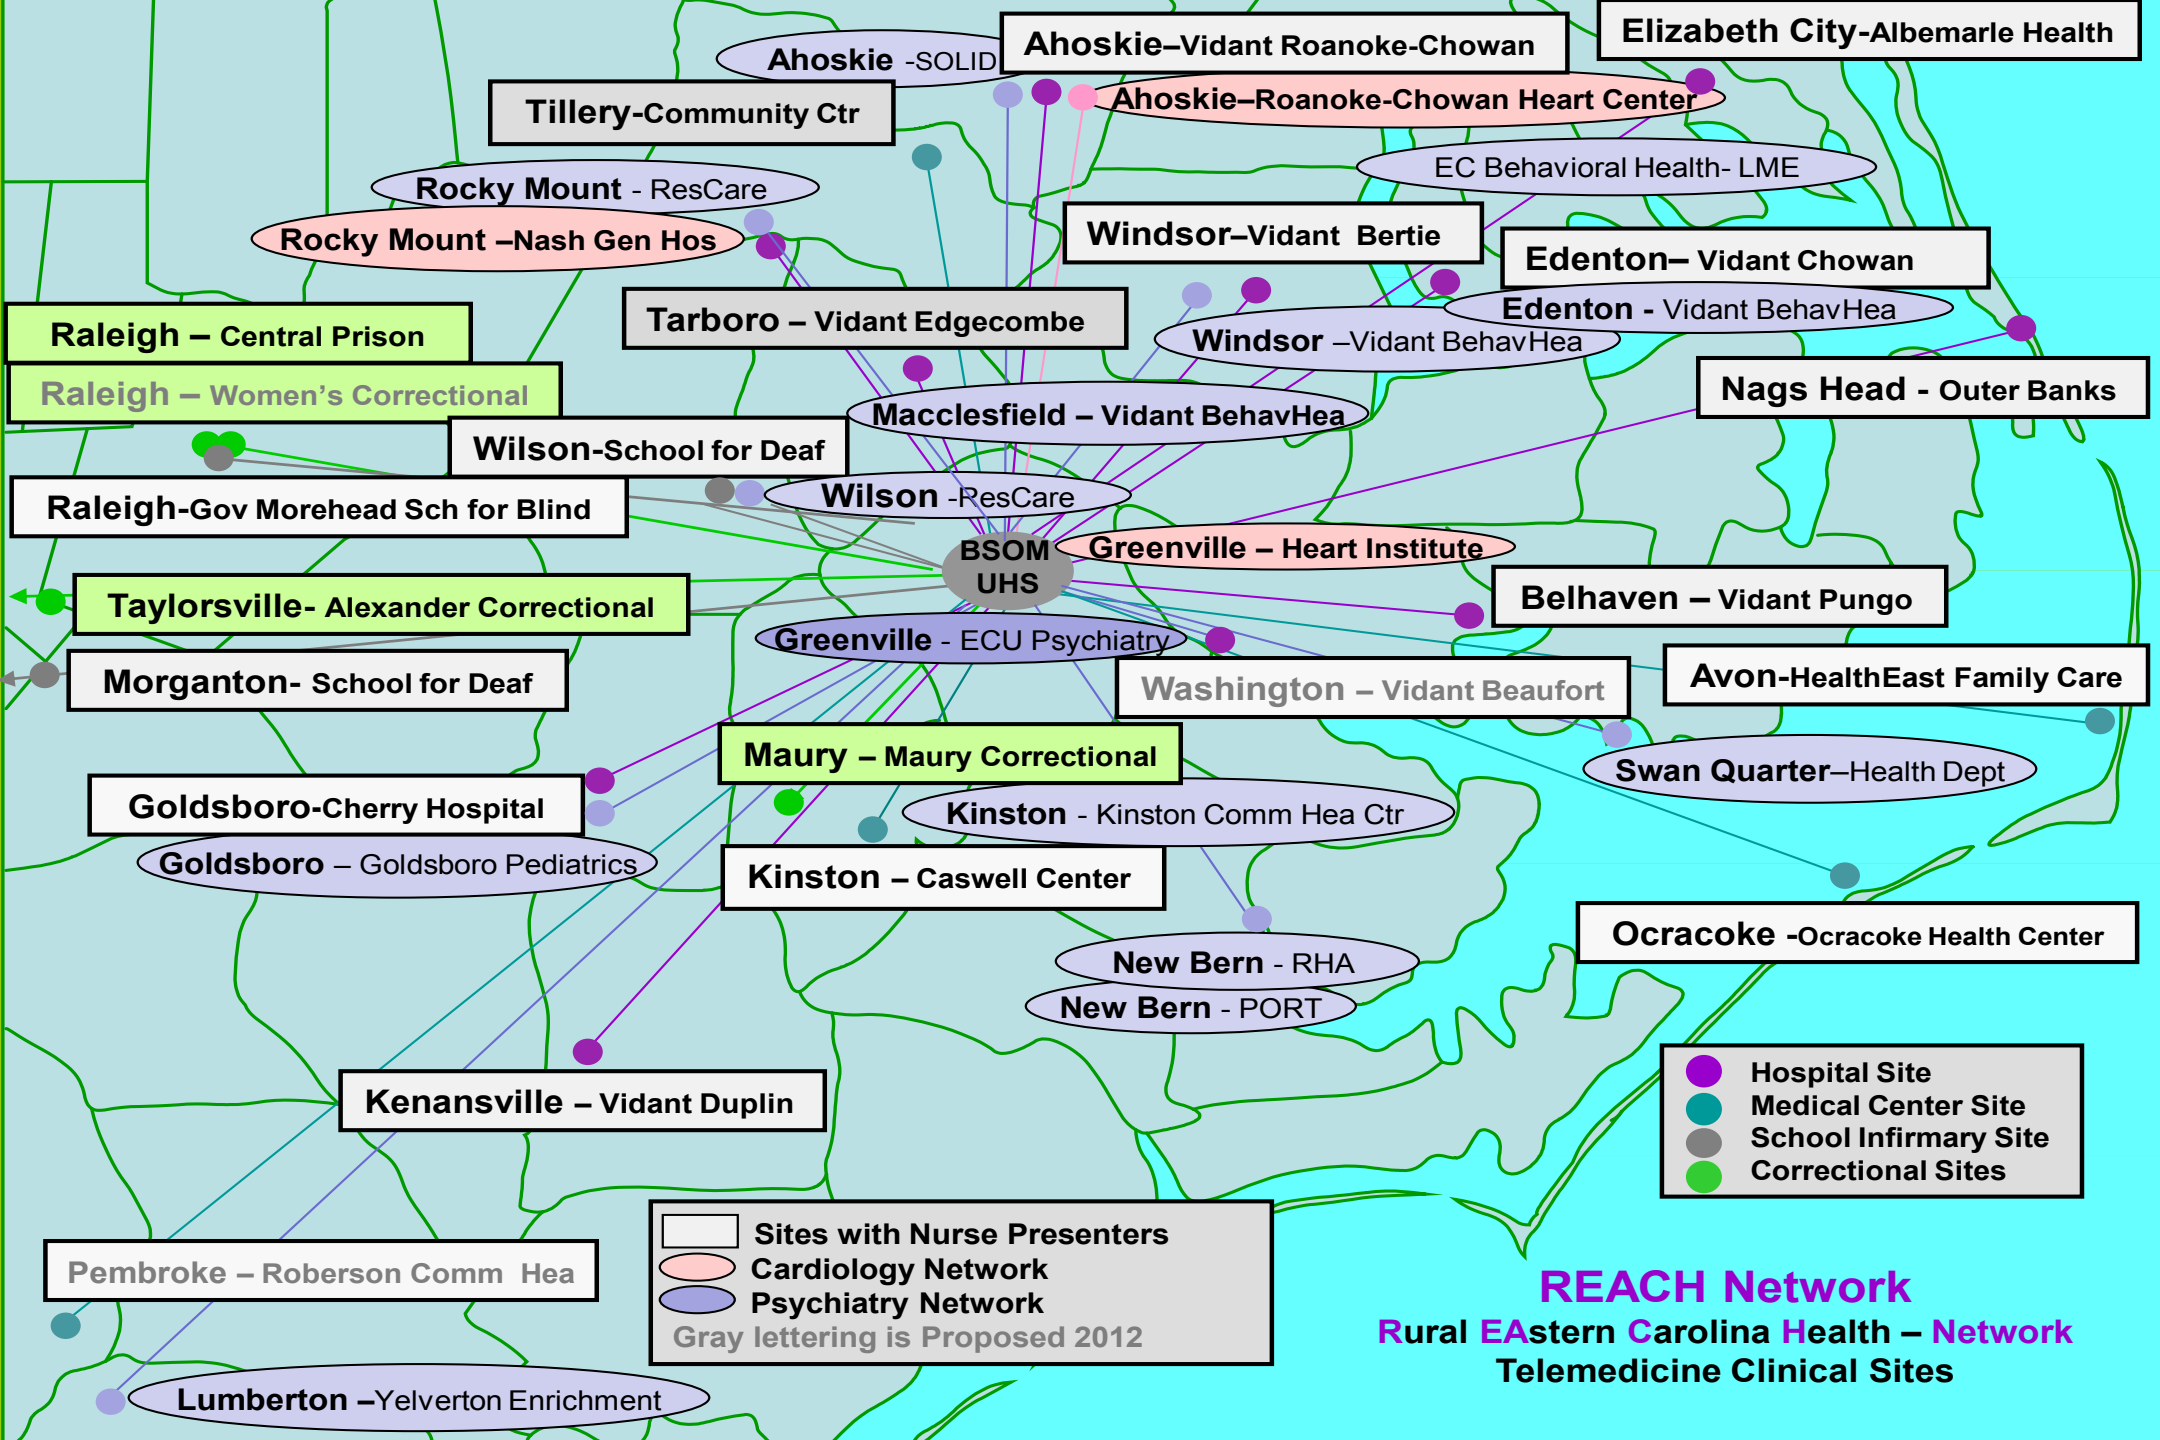 Elizabeth City-Albemarle Health
Ahoskie–Vidant Roanoke-Chowan
Ahoskie -SOLID
Ahoskie–Roanoke-Chowan Heart Center
Tillery-Community Ctr
EC Behavioral Health- LME
Rocky Mount - ResCare
Rocky Mount –Nash Gen Hos
Windsor–Vidant Bertie
Edenton– Vidant Chowan
Edenton - Vidant BehavHea
Raleigh – Central Prison
Tarboro – Vidant Edgecombe
Windsor –Vidant BehavHea
Raleigh – Women's Correctional
Nags Head - Outer Banks
Macclesfield – Vidant BehavHea
Wilson-School for Deaf
Wilson -ResCare
Raleigh-Gov Morehead Sch for Blind
BSOM
UHS
Greenville – Heart Institute
Taylorsville- Alexander Correctional
Belhaven – Vidant Pungo
Greenville - ECU Psychiatry
Morganton- School for Deaf
Washington – Vidant Beaufort
Avon-HealthEast Family Care
Maury – Maury Correctional
Swan Quarter–Health Dept
Goldsboro-Cherry Hospital
Kinston - Kinston Comm Hea Ctr
Goldsboro – Goldsboro Pediatrics
Kinston – Caswell Center
Ocracoke -Ocracoke Health Center
New Bern - RHA
New Bern - PORT
Kenansville – Vidant Duplin
Hospital Site
Medical Center Site
School Infirmary Site
Correctional Sites
Pembroke – Roberson Comm Hea
Sites with Nurse Presenters
Cardiology Network
Psychiatry Network
Gray lettering is Proposed 2012
REACH Network
Rural EAstern Carolina Health – Network
Telemedicine Clinical Sites
Lumberton –Yelverton Enrichment